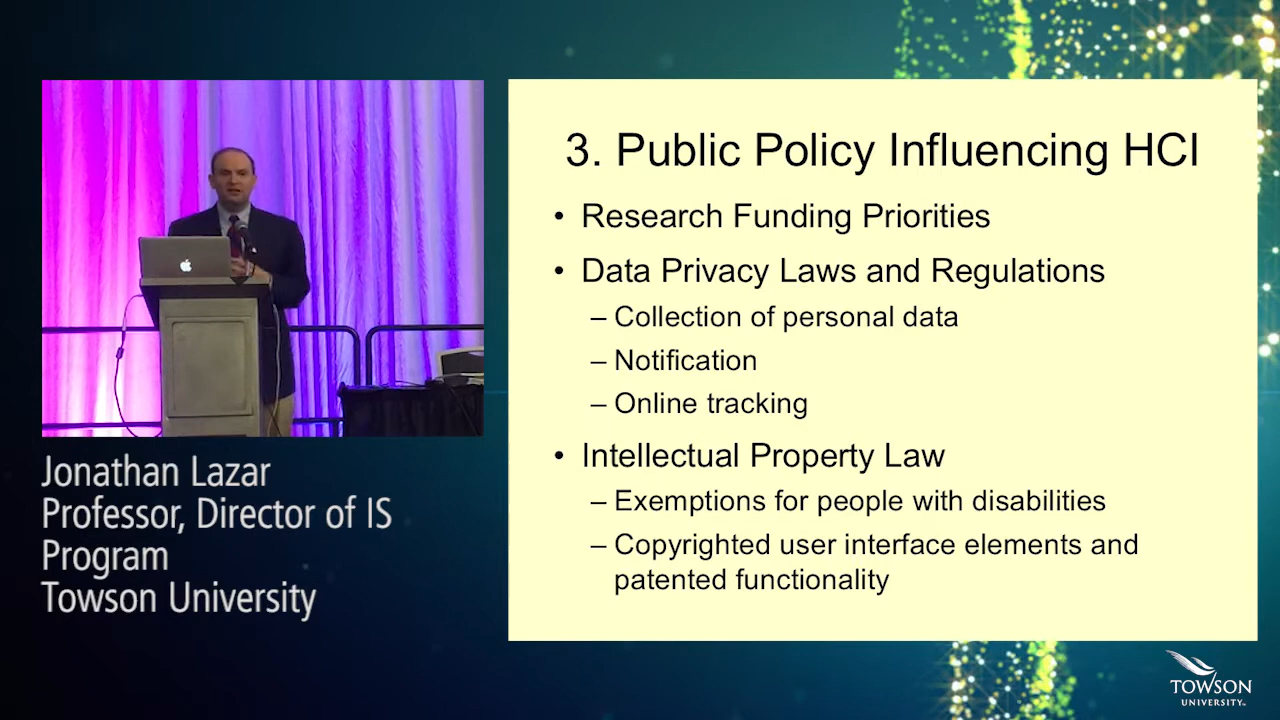 3. Public Policy Influencing HCI
• Research Funding Priorities
• Data Privacy Laws and Regulations
– Collection of personal data
– Notification
– Online tracking
• Intellectual Property Law
– Exemptions for people with disabilities
– Copyrighted user interface elements and
patented functionality
Jonathan Lazar
Professor, Director of IS
Program
Towson University
TOWSON
UNIVERSITY™